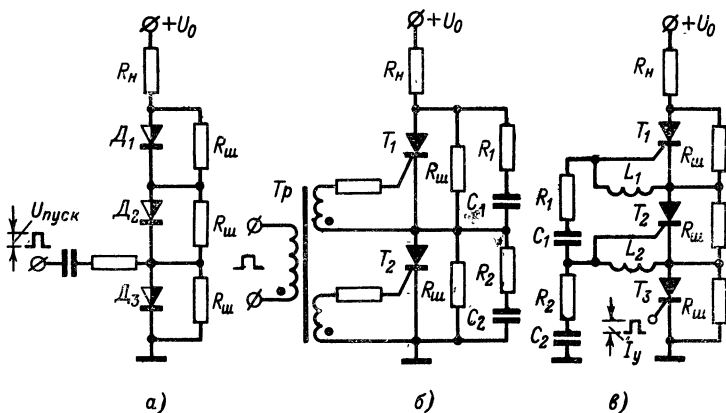 +U₀
Rн
Д₁
Rш
Д₂
Rш
Uпуск
Д₃
Rш
а)
+U₀
Rн
T₁
Rш
R₁
C₁
Тр
T₂
Rш
R₂
C₂
б)
+U₀
Rн
T₁
Rш
L₁
R₁
C₁
T₂
Rш
L₂
R₂
T₃
Rш
C₂
Iу
в)